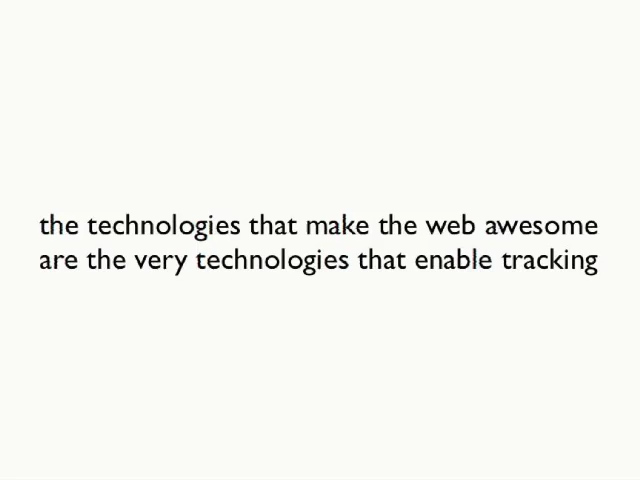 the technologies that make the web awesome
are the very technologies that enable tracking